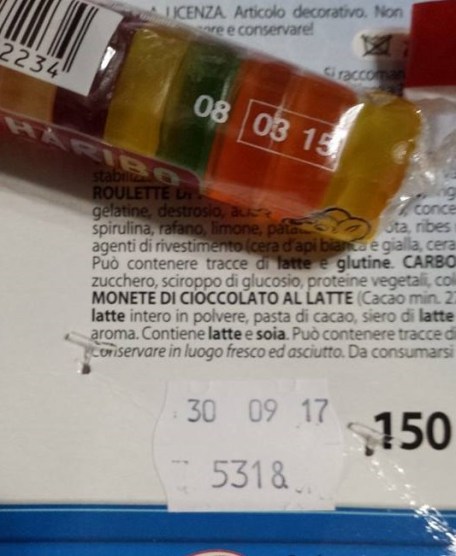 LICENZA. Articolo decorativo. Non
e conservare!
2234
Si raccoman
08 03 15
HARIBO
ROULETTE DI
gelatine, destrosio,
spirulina, rafano, limone, ribes
agenti di rivestimento (cera d'api bianca e gialla, cera
Può contenere tracce di latte e glutine. CARBO
zucchero, sciroppo di glucosio, proteine vegetali, col
MONETE DI CIOCCOLATO AL LATTE (Cacao min. 2
latte intero in polvere, pasta di cacao, siero di latte
aroma. Contiene latte e soia. Può contenere tracce di
Conservare in luogo fresco ed asciutto. Da consumarsi
30 09 17
150
5318